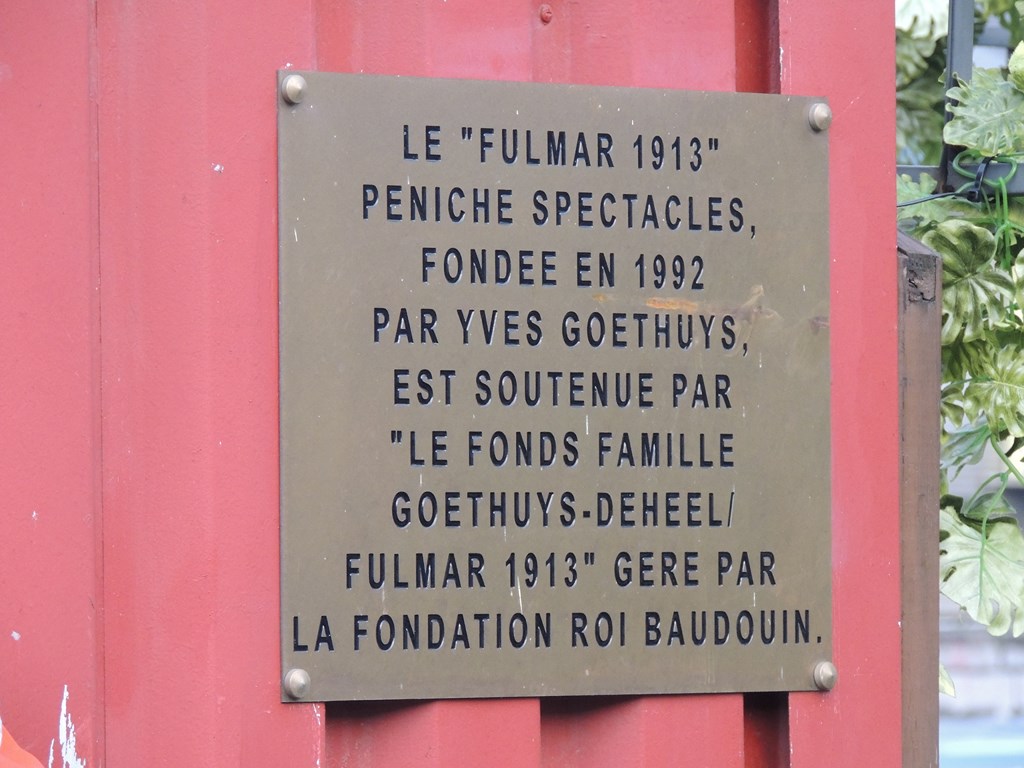 LE "FULMAR 1913"
PENICHE SPECTACLES,
FONDEE EN 1992
PAR YVES GOETHUYS,
EST SOUTENUE PAR
"LE FONDS FAMILLE
GOETHUYS-DEHEEL/
FULMAR 1913" GERE PAR
LA FONDATION ROI BAUDOUIN.